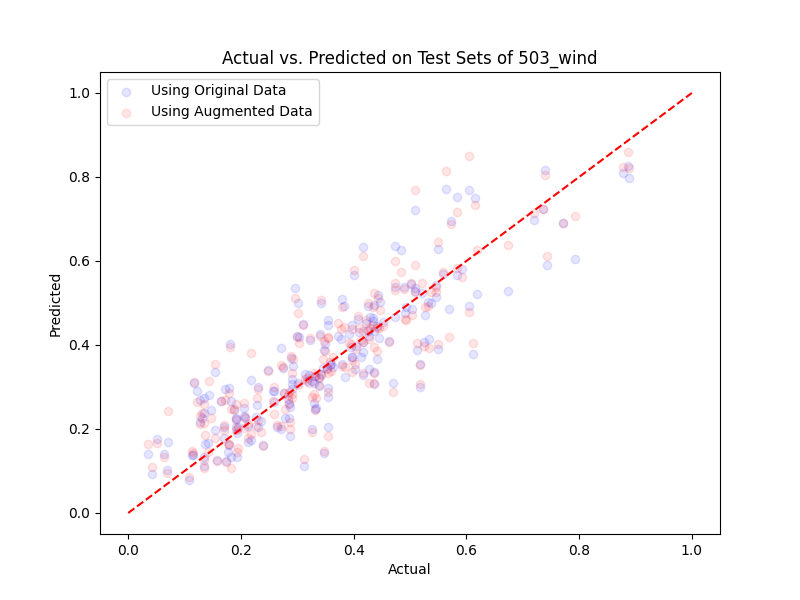 Actual vs. Predicted on Test Sets of 503_wind
Using Original Data
Using Augmented Data
1.0
0.8
0.6
0.4
0.2
0.0
Predicted
0.0 0.2 0.4 0.6 0.8 1.0
Actual